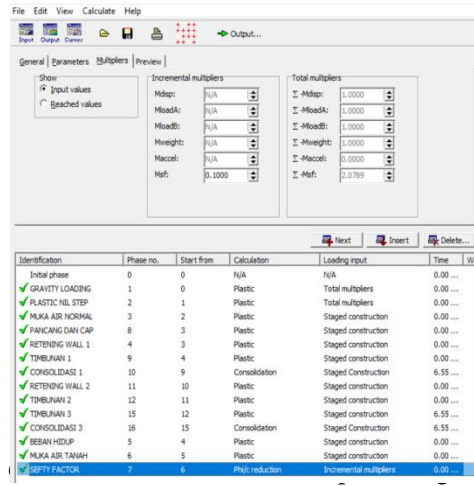 File Edit View Calculate Help
Input Output Curves Output...
General Parameters Multipliers Preview
Show
Input values
Reached values
Incremental multipliers
Mdisp: N/A
MloadA: N/A
MloadB: N/A
Mweight: N/A
Maccel: N/A
Msf: 0.1000
Total multipliers
Σ -Mdisp: 1.0000
Σ -MloadA: 1.0000
Σ -MloadB: 1.0000
Σ -Mweight: 1.0000
Σ -Maccel: 0.0000
Σ -Msf: 2.0789
Next Insert Delete...
Identification Phase no. Start from Calculation Loading input Time W
Initial phase 0 0 N/A N/A 0.00 ...
GRAVITY LOADING 1 0 Plastic Total multipliers 0.00 ...
PLASTIC NIL STEP 2 1 Plastic Total multipliers 0.00 ...
MUKA AIR NORMAL 3 2 Plastic Staged construction 0.00 ...
PANCANG DAN CAP 8 3 Plastic Staged construction 0.00 ...
RETENING WALL 1 4 3 Plastic Staged construction 0.00 ...
TIMBUNAN 1 9 4 Plastic Staged construction 0.00 ...
CONSOLIDASI 1 10 9 Consolidation Staged Construction 6.55 ...
RETENING WALL 2 11 10 Plastic Staged construction 0.00 ...
TIMBUNAN 2 12 11 Plastic Staged construction 0.00 ...
TIMBUNAN 3 15 12 Plastic Staged construction 6.55 ...
CONSOLIDASI 3 16 15 Consolidation Staged Construction 6.55 ...
BEBAN HIDUP 5 4 Plastic Staged construction 0.00 ...
MUKA AIR TANAH 6 5 Plastic Staged construction 0.00 ...
SEFTY FACTOR 7 6 Phi/c reduction Incremental multipliers 0.00 ...